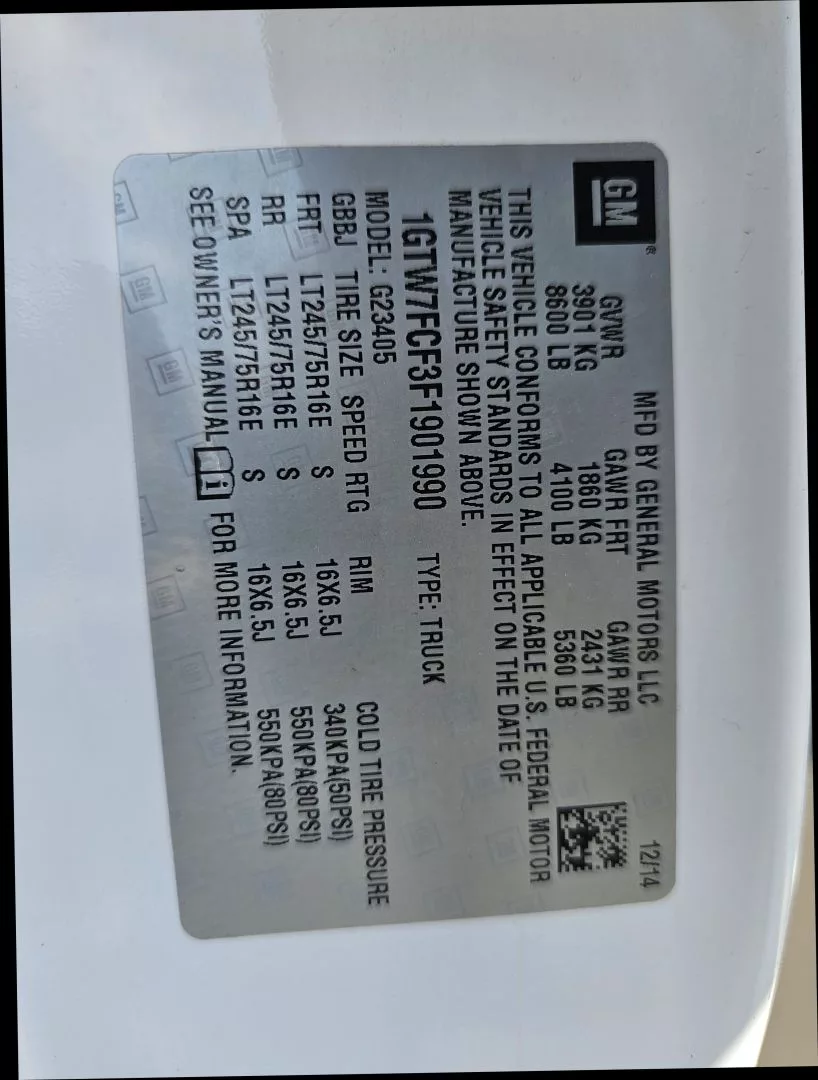 GM®
MFD BY GENERAL MOTORS LLC 12/14
GVWR GAWR FRT GAWR RR
3901 KG 1860 KG 2431 KG
8600 LB 4100 LB 5360 LB
THIS VEHICLE CONFORMS TO ALL APPLICABLE U.S. FEDERAL MOTOR
VEHICLE SAFETY STANDARDS IN EFFECT ON THE DATE OF
MANUFACTURE SHOWN ABOVE.
1GTW7FCF3F1901990 TYPE: TRUCK
MODEL: G23405
GBBJ TIRE SIZE SPEED RTG RIM COLD TIRE PRESSURE
FRT LT245/75R16E S 16X6.5J 340KPA(50PSI)
RR LT245/75R16E S 16X6.5J 550KPA(80PSI)
SPA LT245/75R16E S 16X6.5J 550KPA(80PSI)
SEE OWNER'S MANUAL i FOR MORE INFORMATION.